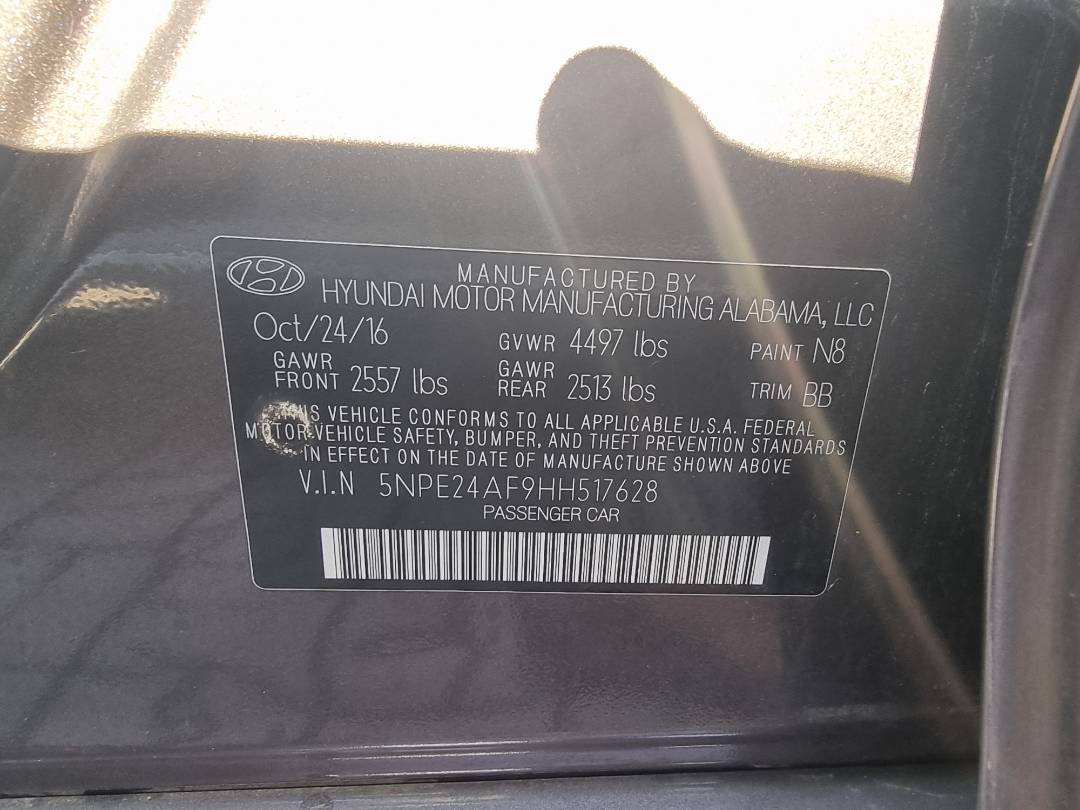 MANUFACTURED BY
HYUNDAI MOTOR MANUFACTURING ALABAMA, LLC
Oct/24/16 GVWR 4497 lbs PAINT N8
GAWR FRONT 2557 lbs GAWR REAR 2513 lbs TRIM BB
THIS VEHICLE CONFORMS TO ALL APPLICABLE U.S.A. FEDERAL
MOTOR VEHICLE SAFETY, BUMPER, AND THEFT PREVENTION STANDARDS
IN EFFECT ON THE DATE OF MANUFACTURE SHOWN ABOVE
V.I.N 5NPE24AF9HH517628
PASSENGER CAR